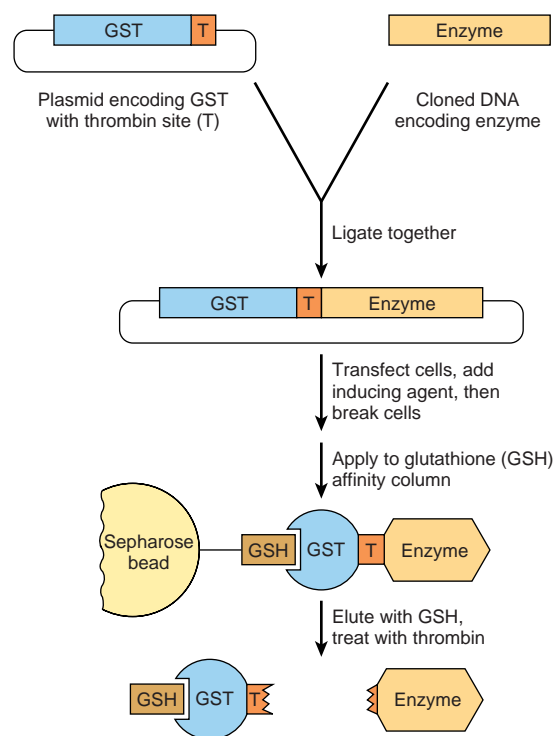 GST T
Enzyme
Plasmid encoding GST
with thrombin site (T)
Cloned DNA
encoding enzyme
Ligate together
GST T Enzyme
Transfect cells, add
inducing agent, then
break cells
Apply to glutathione (GSH)
affinity column
Sepharose
bead
GSH GST T Enzyme
Elute with GSH,
treat with thrombin
GSH GST T Enzyme